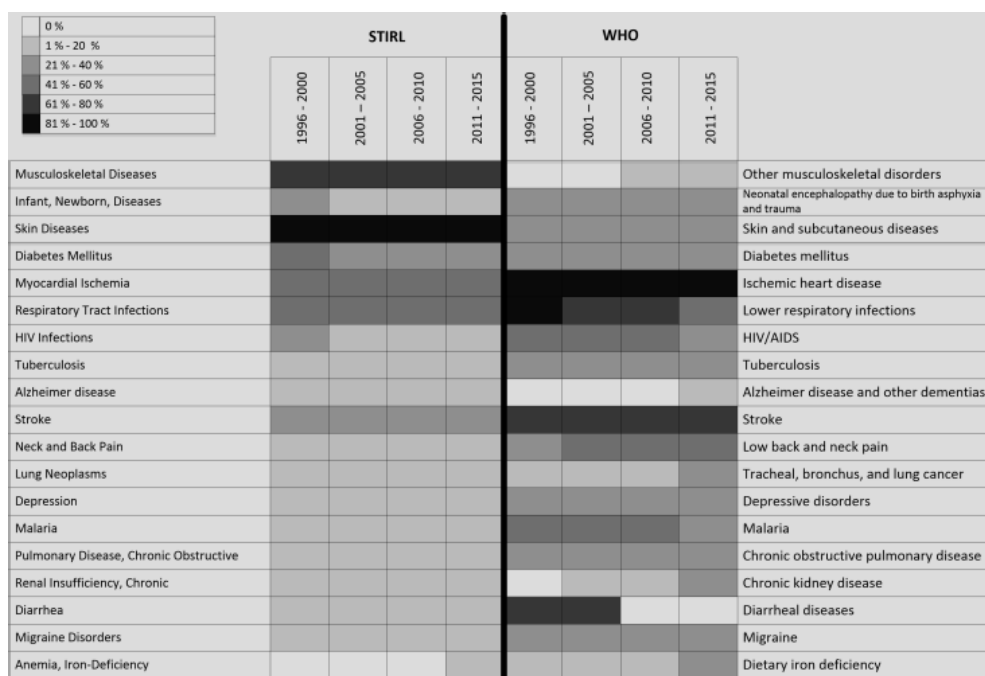 0 %
1 % - 20 %
21 % - 40 %
41 % - 60 %
61 % - 80 %
81 % - 100 %
STIRL
WHO
1996 - 2000
2001 – 2005
2006 - 2010
2011 - 2015
1996 - 2000
2001 – 2005
2006 - 2010
2011 - 2015
Musculoskeletal Diseases
Other musculoskeletal disorders
Infant, Newborn, Diseases
Neonatal encephalopathy due to birth asphyxia
and trauma
Skin Diseases
Skin and subcutaneous diseases
Diabetes Mellitus
Diabetes mellitus
Myocardial Ischemia
Ischemic heart disease
Respiratory Tract Infections
Lower respiratory infections
HIV Infections
HIV/AIDS
Tuberculosis
Tuberculosis
Alzheimer disease
Alzheimer disease and other dementias
Stroke
Stroke
Neck and Back Pain
Low back and neck pain
Lung Neoplasms
Tracheal, bronchus, and lung cancer
Depression
Depressive disorders
Malaria
Malaria
Pulmonary Disease, Chronic Obstructive
Chronic obstructive pulmonary disease
Renal Insufficiency, Chronic
Chronic kidney disease
Diarrhea
Diarrheal diseases
Migraine Disorders
Migraine
Anemia, Iron-Deficiency
Dietary iron deficiency